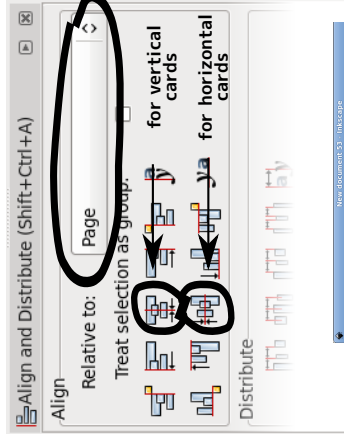 Align and Distribute (Shift+Ctrl+A)
Align
Relative to:
Page
Treat selection as group:
for vertical
cards
for horizontal
cards
Distribute
New document 53 - Inkscape